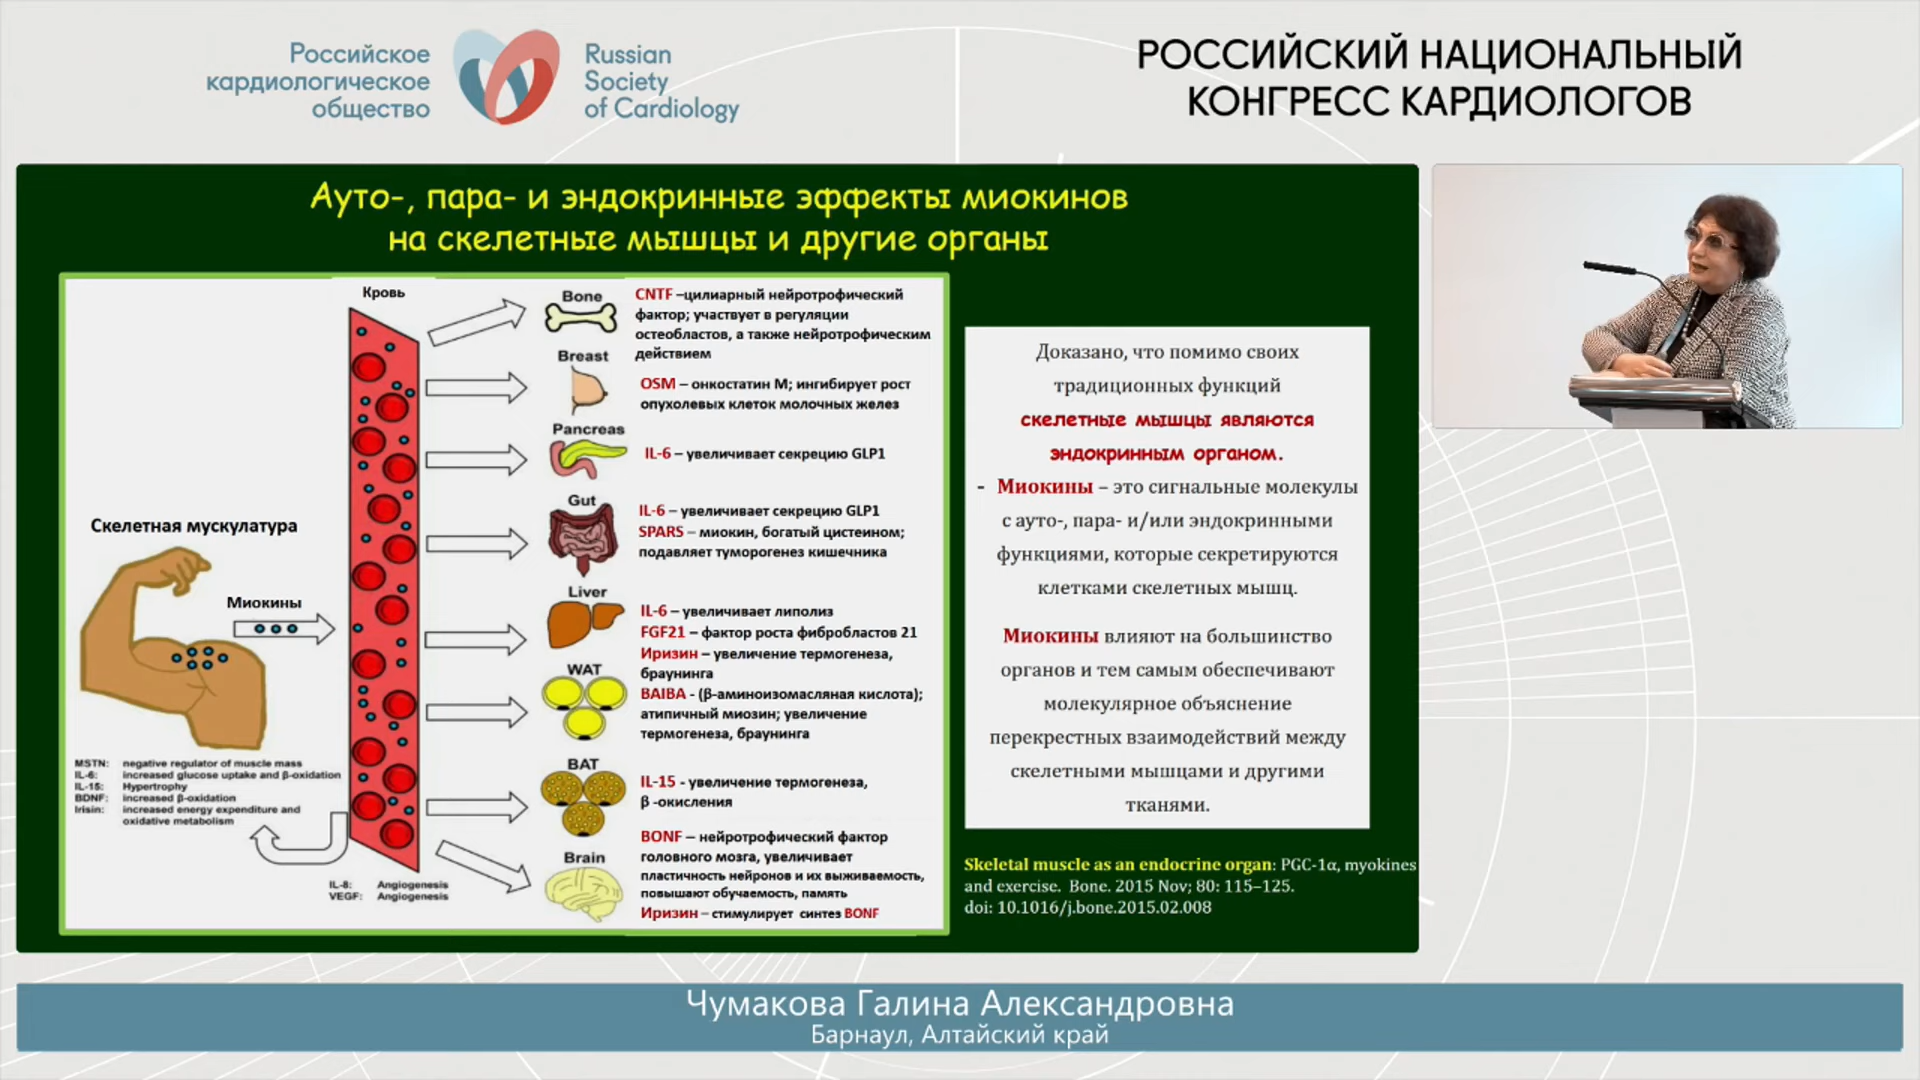 Российское
кардиологическое
общество
Russian
Society
of Cardiology
РОССИЙСКИЙ НАЦИОНАЛЬНЫЙ
КОНГРЕСС КАРДИОЛОГОВ
Ауто-, пара- и эндокринные эффекты миокинов
на скелетные мышцы и другие органы
Скелетная мускулатура
Миокины
MSTN: negative regulator of muscle mass
IL-6: increased glucose uptake and β-oxidation
IL-15: Hypertrophy
BDNF: increased β-oxidation
Irisin: increased energy expenditure and
oxidative metabolism
Кровь
IL-8: Angiogenesis
VEGF: Angiogenesis
Bone
CNTF –цилиарный нейротрофический
фактор; участвует в регуляции
остеобластов, а также нейротрофическим
действием
Breast
OSM – онкостатин М; ингибирует рост
опухолевых клеток молочных желез
Pancreas
IL-6 – увеличивает секрецию GLP1
Gut
IL-6 – увеличивает секрецию GLP1
SPARS – миокин, богатый цистеином;
подавляет туморогенез кишечника
Liver
IL-6 – увеличивает липолиз
FGF21 – фактор роста фибробластов 21
WAT
Иризин – увеличение термогенеза,
браунинга
BAIBA - (β-аминоизомасляная кислота);
атипичный миозин; увеличение
термогенеза, браунинга
BAT
IL-15 - увеличение термогенеза,
β -окисления
Brain
BONF – нейротрофический фактор
головного мозга, увеличивает
пластичность нейронов и их выживаемость,
повышают обучаемость, память
Иризин – стимулирует синтез BONF
Доказано, что помимо своих
традиционных функций
скелетные мышцы являются
эндокринным органом.
- Миокины – это сигнальные молекулы
с ауто-, пара- и/или эндокринными
функциями, которые секретируются
клетками скелетных мышц.
Миокины влияют на большинство
органов и тем самым обеспечивают
молекулярное объяснение
перекрестных взаимодействий между
скелетными мышцами и другими
тканями.
Skeletal muscle as an endocrine organ: PGC-1α, myokines
and exercise. Bone. 2015 Nov; 80: 115–125.
doi: 10.1016/j.bone.2015.02.008
Чумакова Галина Александровна
Барнаул, Алтайский край